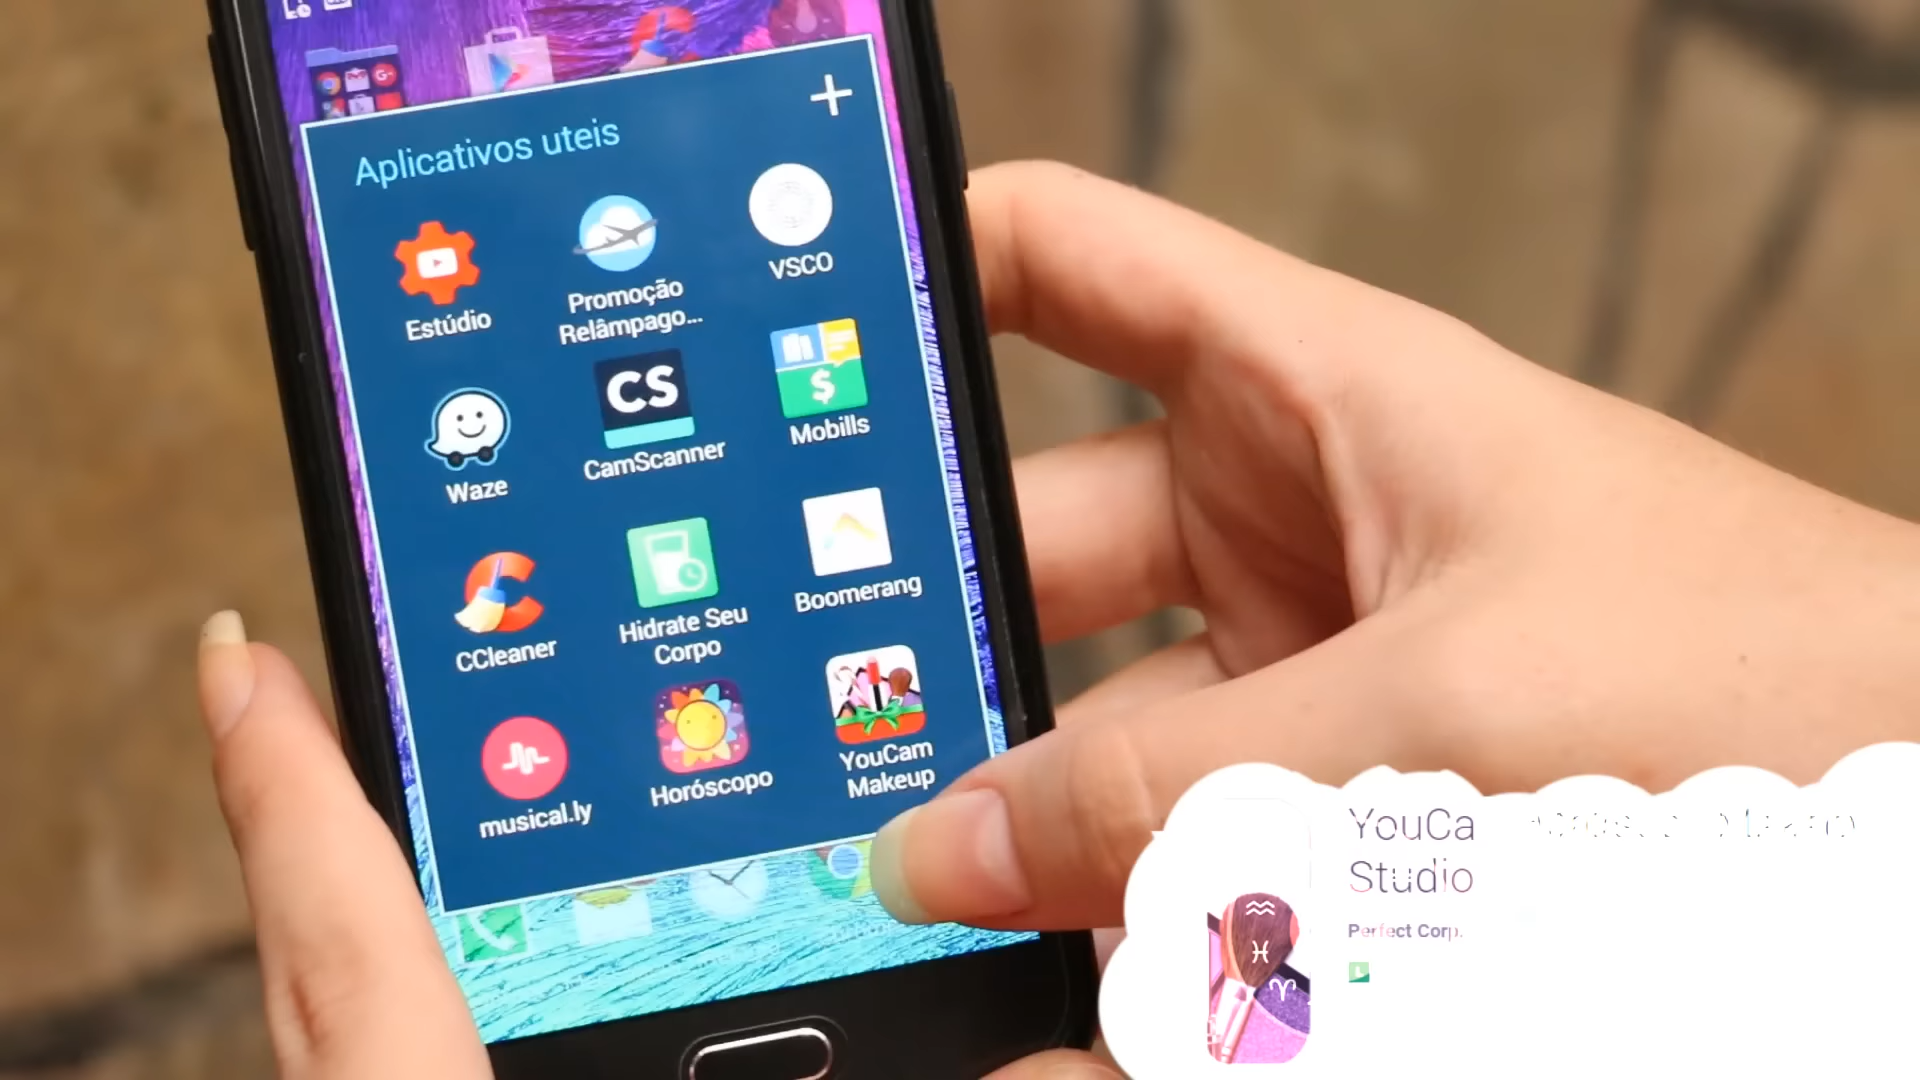 Aplicativos uteis
Estúdio
Promoção
Relâmpago...
VSCO
Waze
CS
CamScanner
$
Mobills
CCleaner
Hidrate Seu
Corpo
Boomerang
musical.ly
Horóscopo
YouCam
Makeup
YouCa
Studio
Perfect Corp.